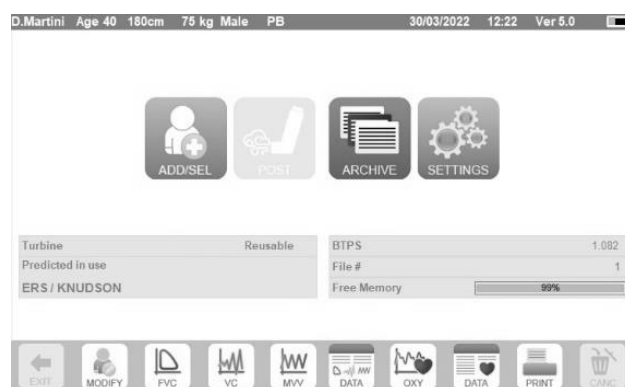 D.Martini Age 40 180cm 75 kg Male PB 30/03/2022 12:22 Ver 5.0
ADD/SEL POST ARCHIVE SETTINGS
Turbine Reusable
Predicted in use
ERS / KNUDSON
BTPS 1.082
File # 1
Free Memory 99%
EXIT MODIFY FVC VC MVV DATA OXY DATA PRINT CANC